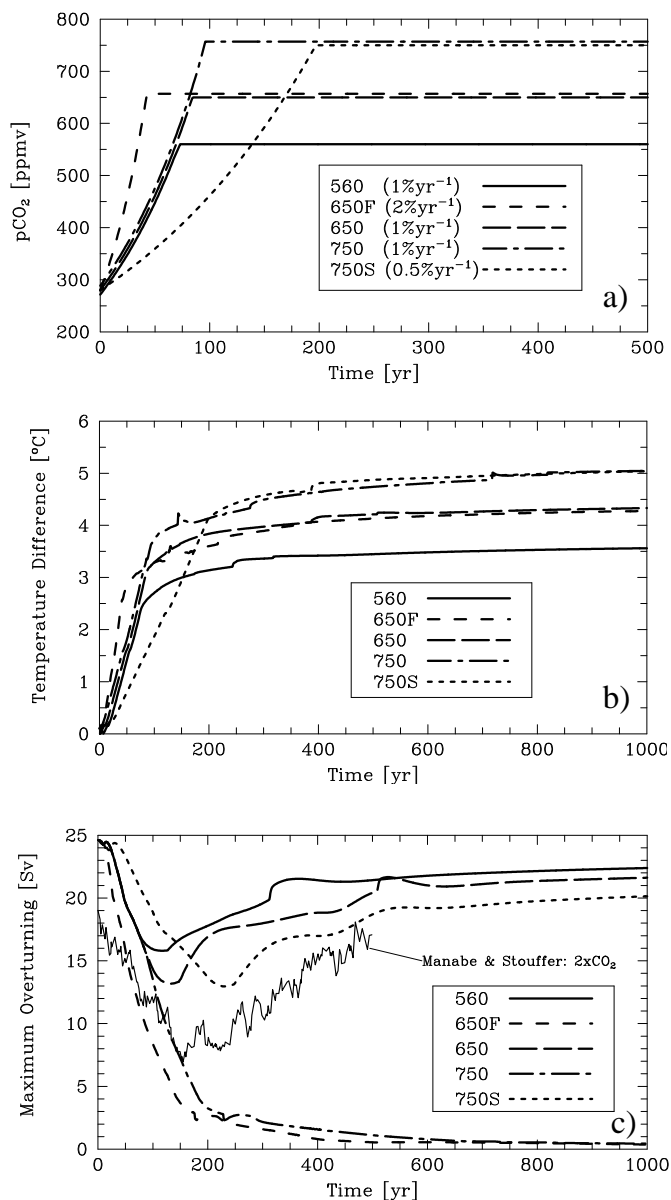 800
700
600
500
400
300
200
pCO₂ [ppmv]
560 (1%yr⁻¹)
650F (2%yr⁻¹)
650 (1%yr⁻¹)
750 (1%yr⁻¹)
750S (0.5%yr⁻¹)
a)
0 100 200 300 400 500
Time [yr]
6
5
4
3
2
1
0
Temperature Difference [°C]
560
650F
650
750
750S
b)
0 200 400 600 800 1000
Time [yr]
25
20
15
10
5
0
Maximum Overturning [Sv]
Manabe & Stouffer: 2xCO₂
560
650F
650
750
750S
c)
0 200 400 600 800 1000
Time [yr]